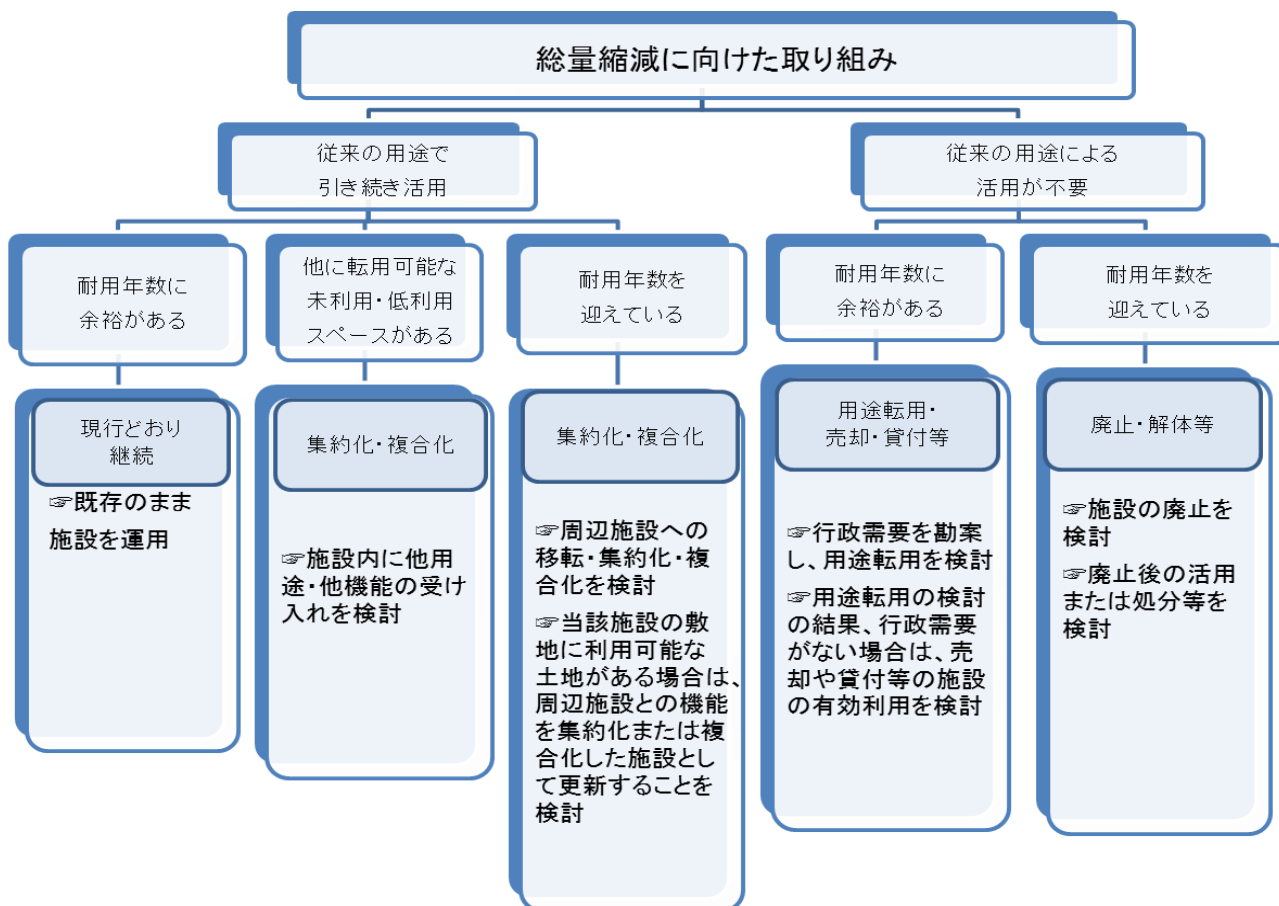 総量縮減に向けた取り組み
従来の用途で
引き続き活用
従来の用途による
活用が不要
耐用年数に
余裕がある
他に転用可能な
未利用・低利用
スペースがある
耐用年数を
迎えている
耐用年数に
余裕がある
耐用年数を
迎えている
現行どおり
継続
☞既存のまま
施設を運用
集約化・複合化
☞施設内に他用
途・他機能の受け
入れを検討
集約化・複合化
☞周辺施設への
移転・集約化・複
合化を検討
☞当該施設の敷
地に利用可能な
土地がある場合は、
周辺施設との機能
を集約化または複
合化した施設とし
て更新することを
検討
用途転用・
売却・貸付等
☞行政需要を勘案
し、用途転用を検討
☞用途転用の検討
の結果、行政需要
がない場合は、売
却や貸付等の施設
の有効利用を検討
廃止・解体等
☞施設の廃止を
検討
☞廃止後の活用
または処分等を
検討